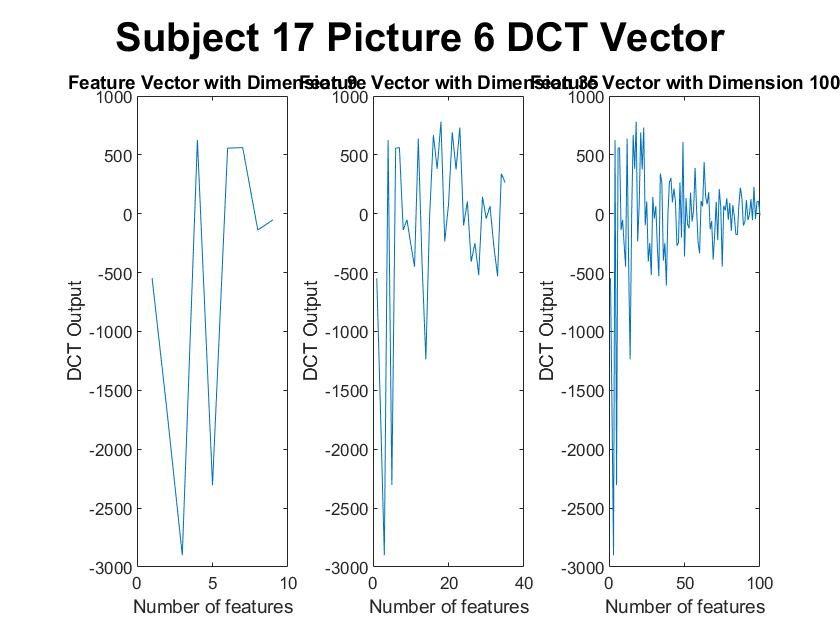 Subject 17 Picture 6 DCT Vector
Feature Vector with Dimension 9
Feature Vector with Dimension 35
Feature Vector with Dimension 100
1000
500
0
-500
-1000
-1500
-2000
-2500
-3000
DCT Output
0 5 10
Number of features
1000
500
0
-500
-1000
-1500
-2000
-2500
-3000
DCT Output
0 20 40
Number of features
1000
500
0
-500
-1000
-1500
-2000
-2500
-3000
DCT Output
0 50 100
Number of features